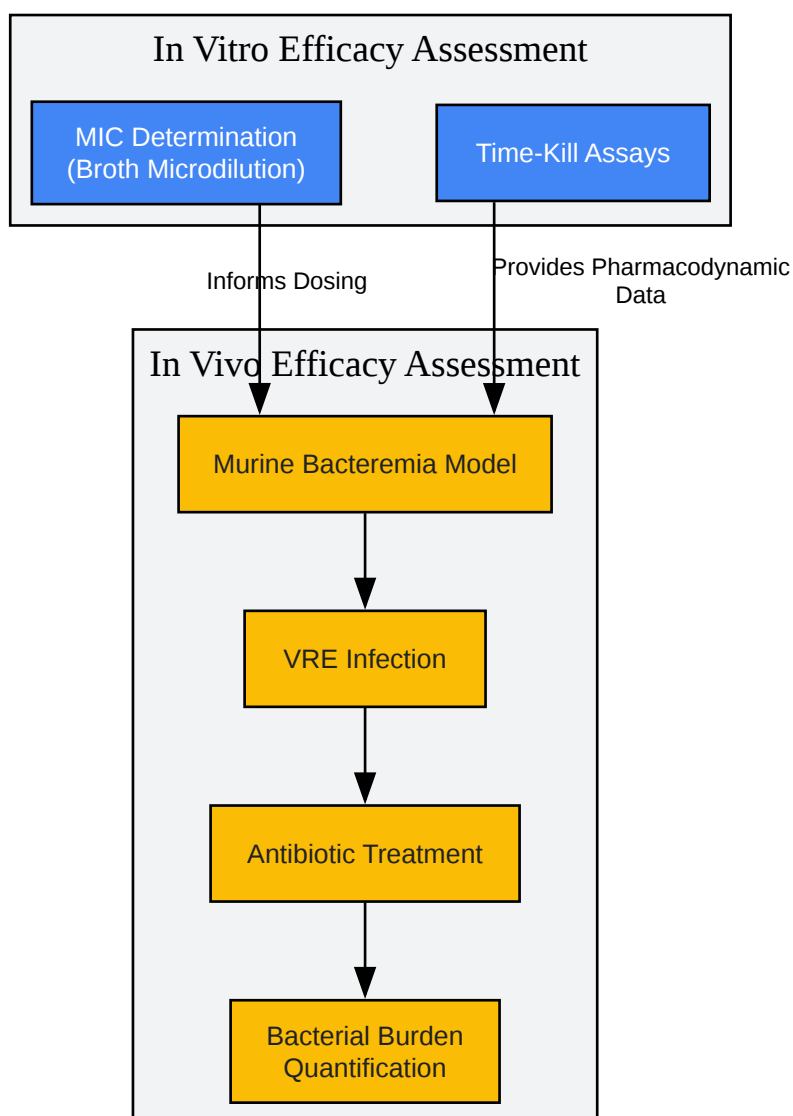 In Vitro Efficacy Assessment
MIC Determination
(Broth Microdilution)
Time-Kill Assays
Informs Dosing
Provides Pharmacodynamic
Data
In Vivo Efficacy Assessment
Murine Bacteremia Model
VRE Infection
Antibiotic Treatment
Bacterial Burden
Quantification